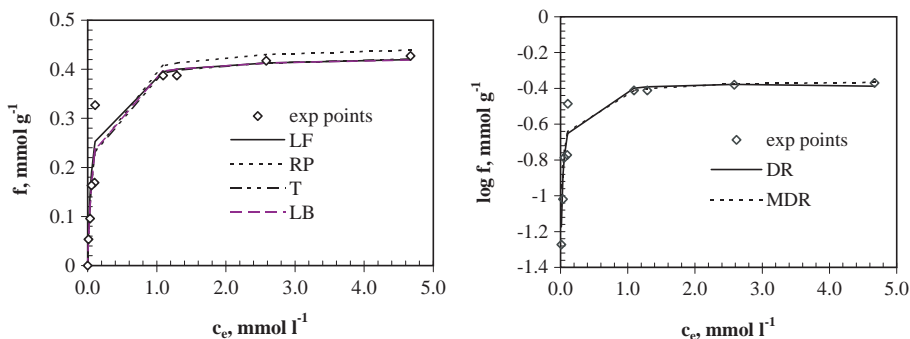 0.5
0.4
0.3
0.2
0.1
0
0.0 1.0 2.0 3.0 4.0 5.0
f, mmol g-1
c_e, mmol l-1
exp points
LF
RP
T
LB
0
-0.2
-0.4
-0.6
-0.8
-1
-1.2
-1.4
0.0 1.0 2.0 3.0 4.0 5.0
log f, mmol g-1
c_e, mmol l-1
exp points
DR
MDR